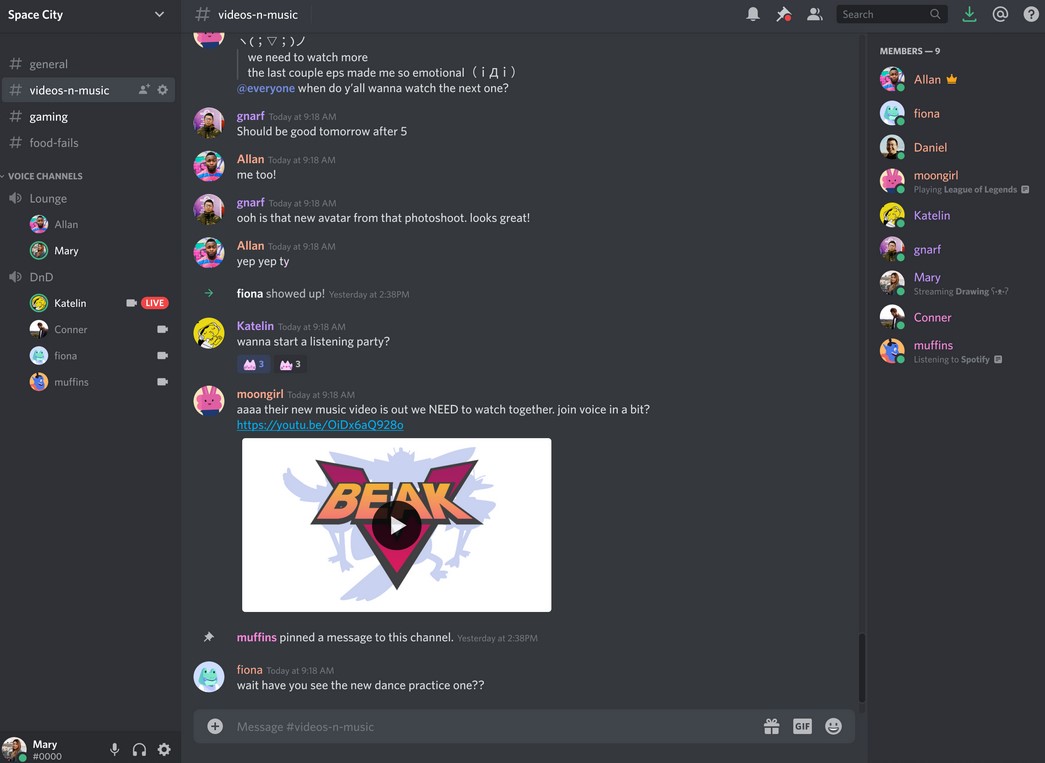 Space City
# general
# videos-n-music
# gaming
# food-fails
VOICE CHANNELS
Lounge
Allan
Mary
DnD
Katelin LIVE
Conner
fiona
muffins
Mary
#0000
# videos-n-music
Search
ヽ(；▽；)ノ
we need to watch more
the last couple eps made me so emotional （ｉДｉ）
@everyone when do y'all wanna watch the next one?
gnarf Today at 9:18 AM
Should be good tomorrow after 5
Allan Today at 9:18 AM
me too!
gnarf Today at 9:18 AM
ooh is that new avatar from that photoshoot. looks great!
Allan Today at 9:18 AM
yep yep ty
fiona showed up! Yesterday at 2:38PM
Katelin Today at 9:18 AM
wanna start a listening party?
3 3
moongirl Today at 9:18 AM
aaaa their new music video is out we NEED to watch together. join voice in a bit?
https://youtu.be/OiDx6aQ928o
BEAK
muffins pinned a message to this channel. Yesterday at 2:38PM
fiona Today at 9:18 AM
wait have you see the new dance practice one??
Message #videos-n-music
GIF
MEMBERS — 9
Allan
fiona
Daniel
moongirl
Playing League of Legends
Katelin
gnarf
Mary
Streaming Drawing
Conner
muffins
Listening to Spotify